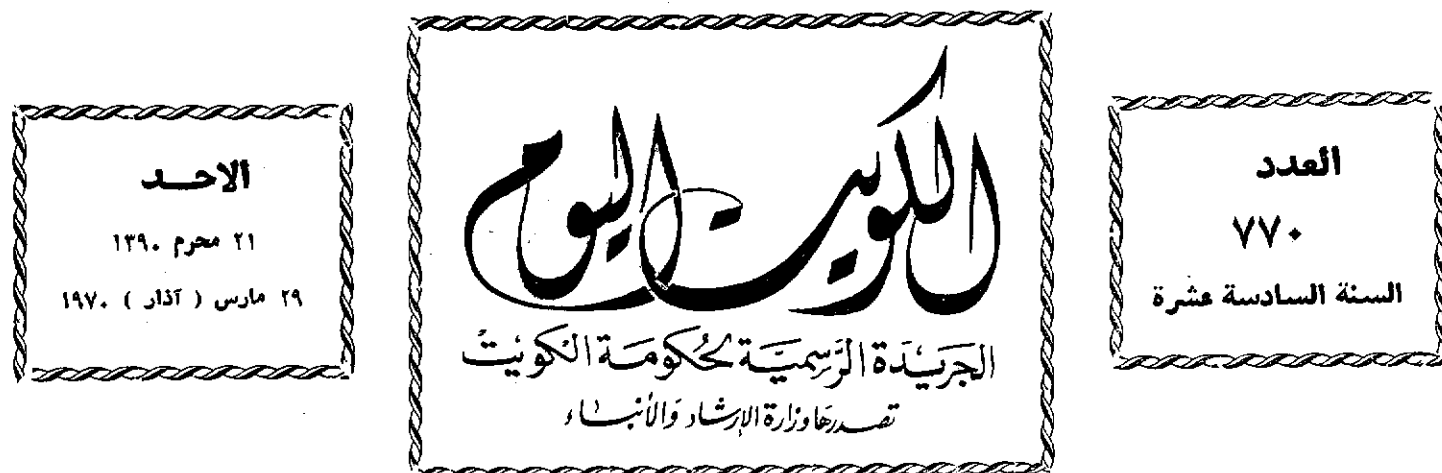 العدد
٧٧٠
السنة السادسة عشرة
الكويت اليوم
الجريدة الرسمية لحكومة الكويت
تصدرها وزارة الإرشاد والأنباء
الاحد
٢١ محرم ١٣٩٠
٢٩ مارس ( آذار ) ١٩٧٠